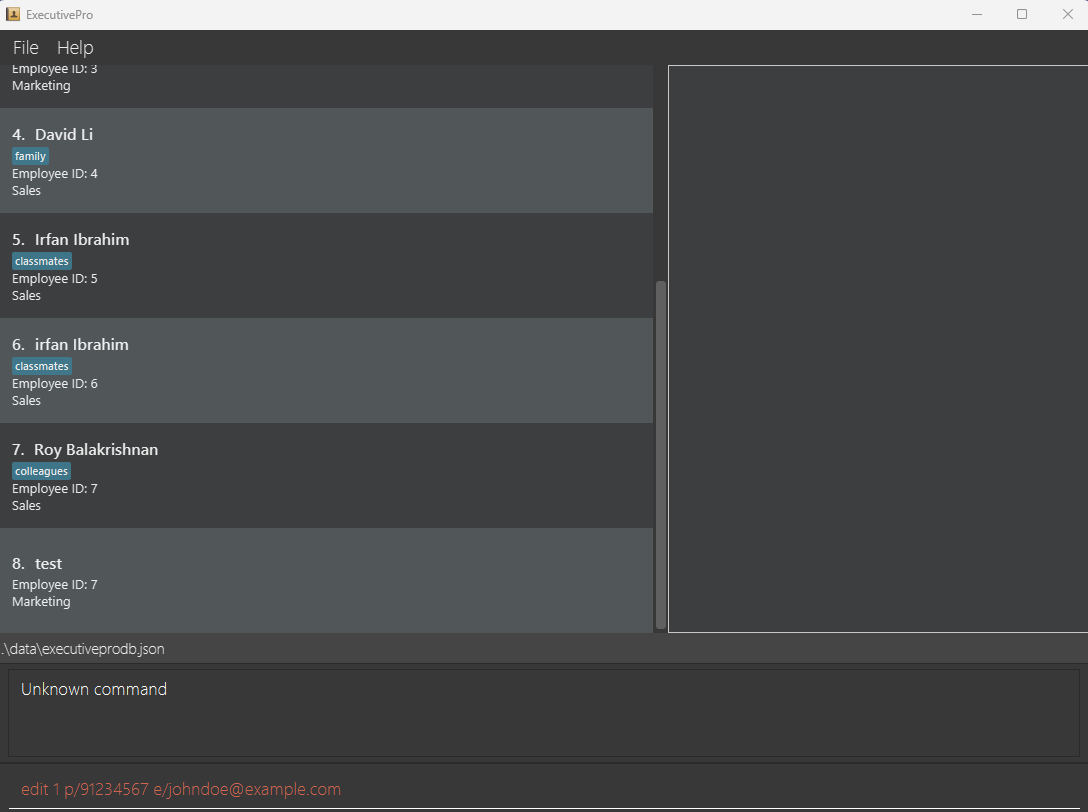 ExecutivePro
File Help
Employee ID: 3
Marketing
4. David Li
family
Employee ID: 4
Sales
5. Irfan Ibrahim
classmates
Employee ID: 5
Sales
6. irfan Ibrahim
classmates
Employee ID: 6
Sales
7. Roy Balakrishnan
colleagues
Employee ID: 7
Sales
8. test
Employee ID: 7
Marketing
.\data\executiveprodb.json
Unknown command
edit 1 p/91234567 e/johndoe@example.com